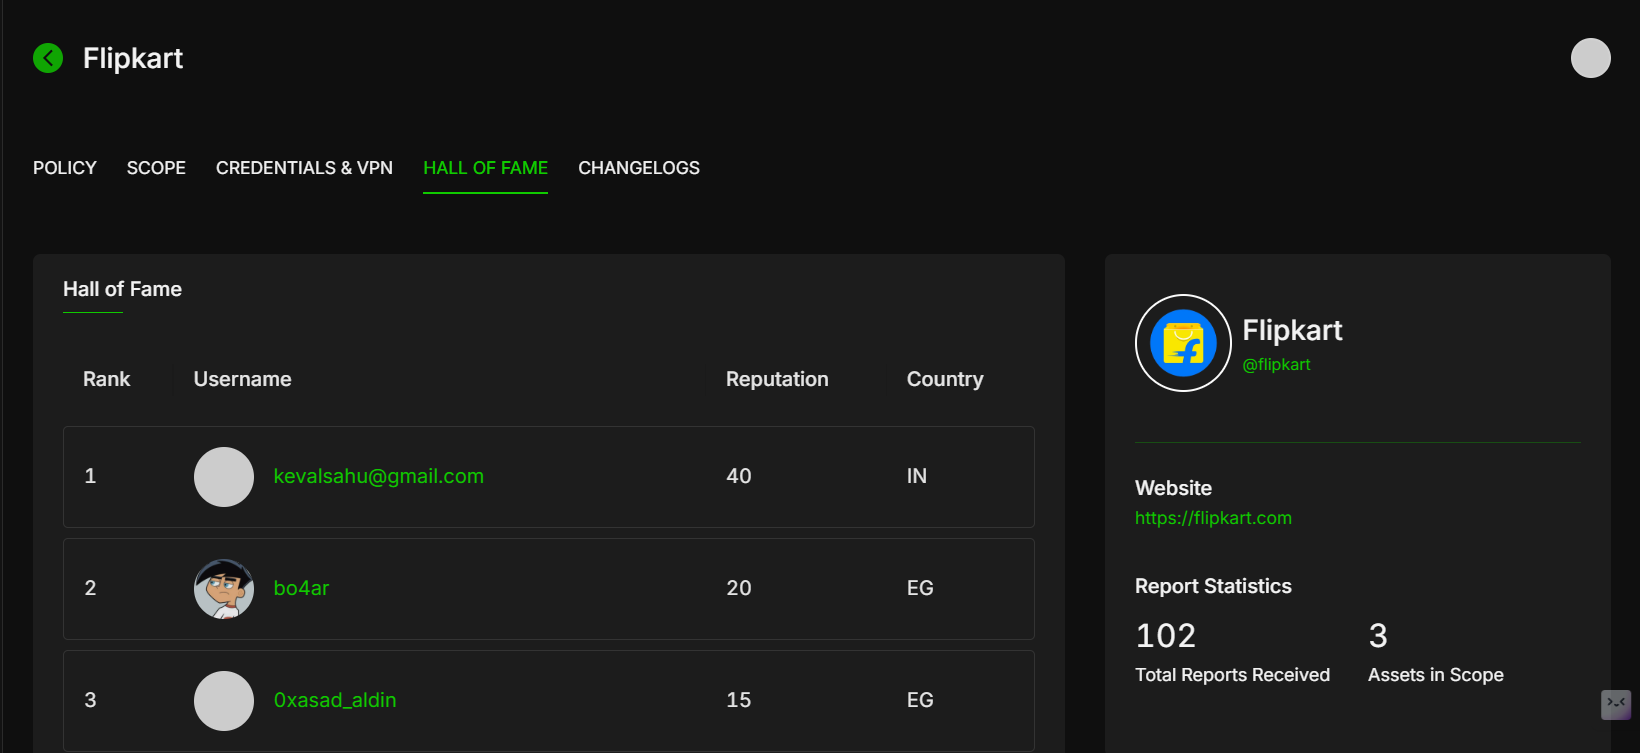 Flipkart
POLICY SCOPE CREDENTIALS & VPN HALL OF FAME CHANGELOGS
Hall of Fame
Rank Username Reputation Country
1 kevalsahu@gmail.com 40 IN
2 bo4ar 20 EG
3 0xasad_aldin 15 EG
Flipkart
@flipkart
Website
https://flipkart.com
Report Statistics
102 3
Total Reports Received Assets in Scope